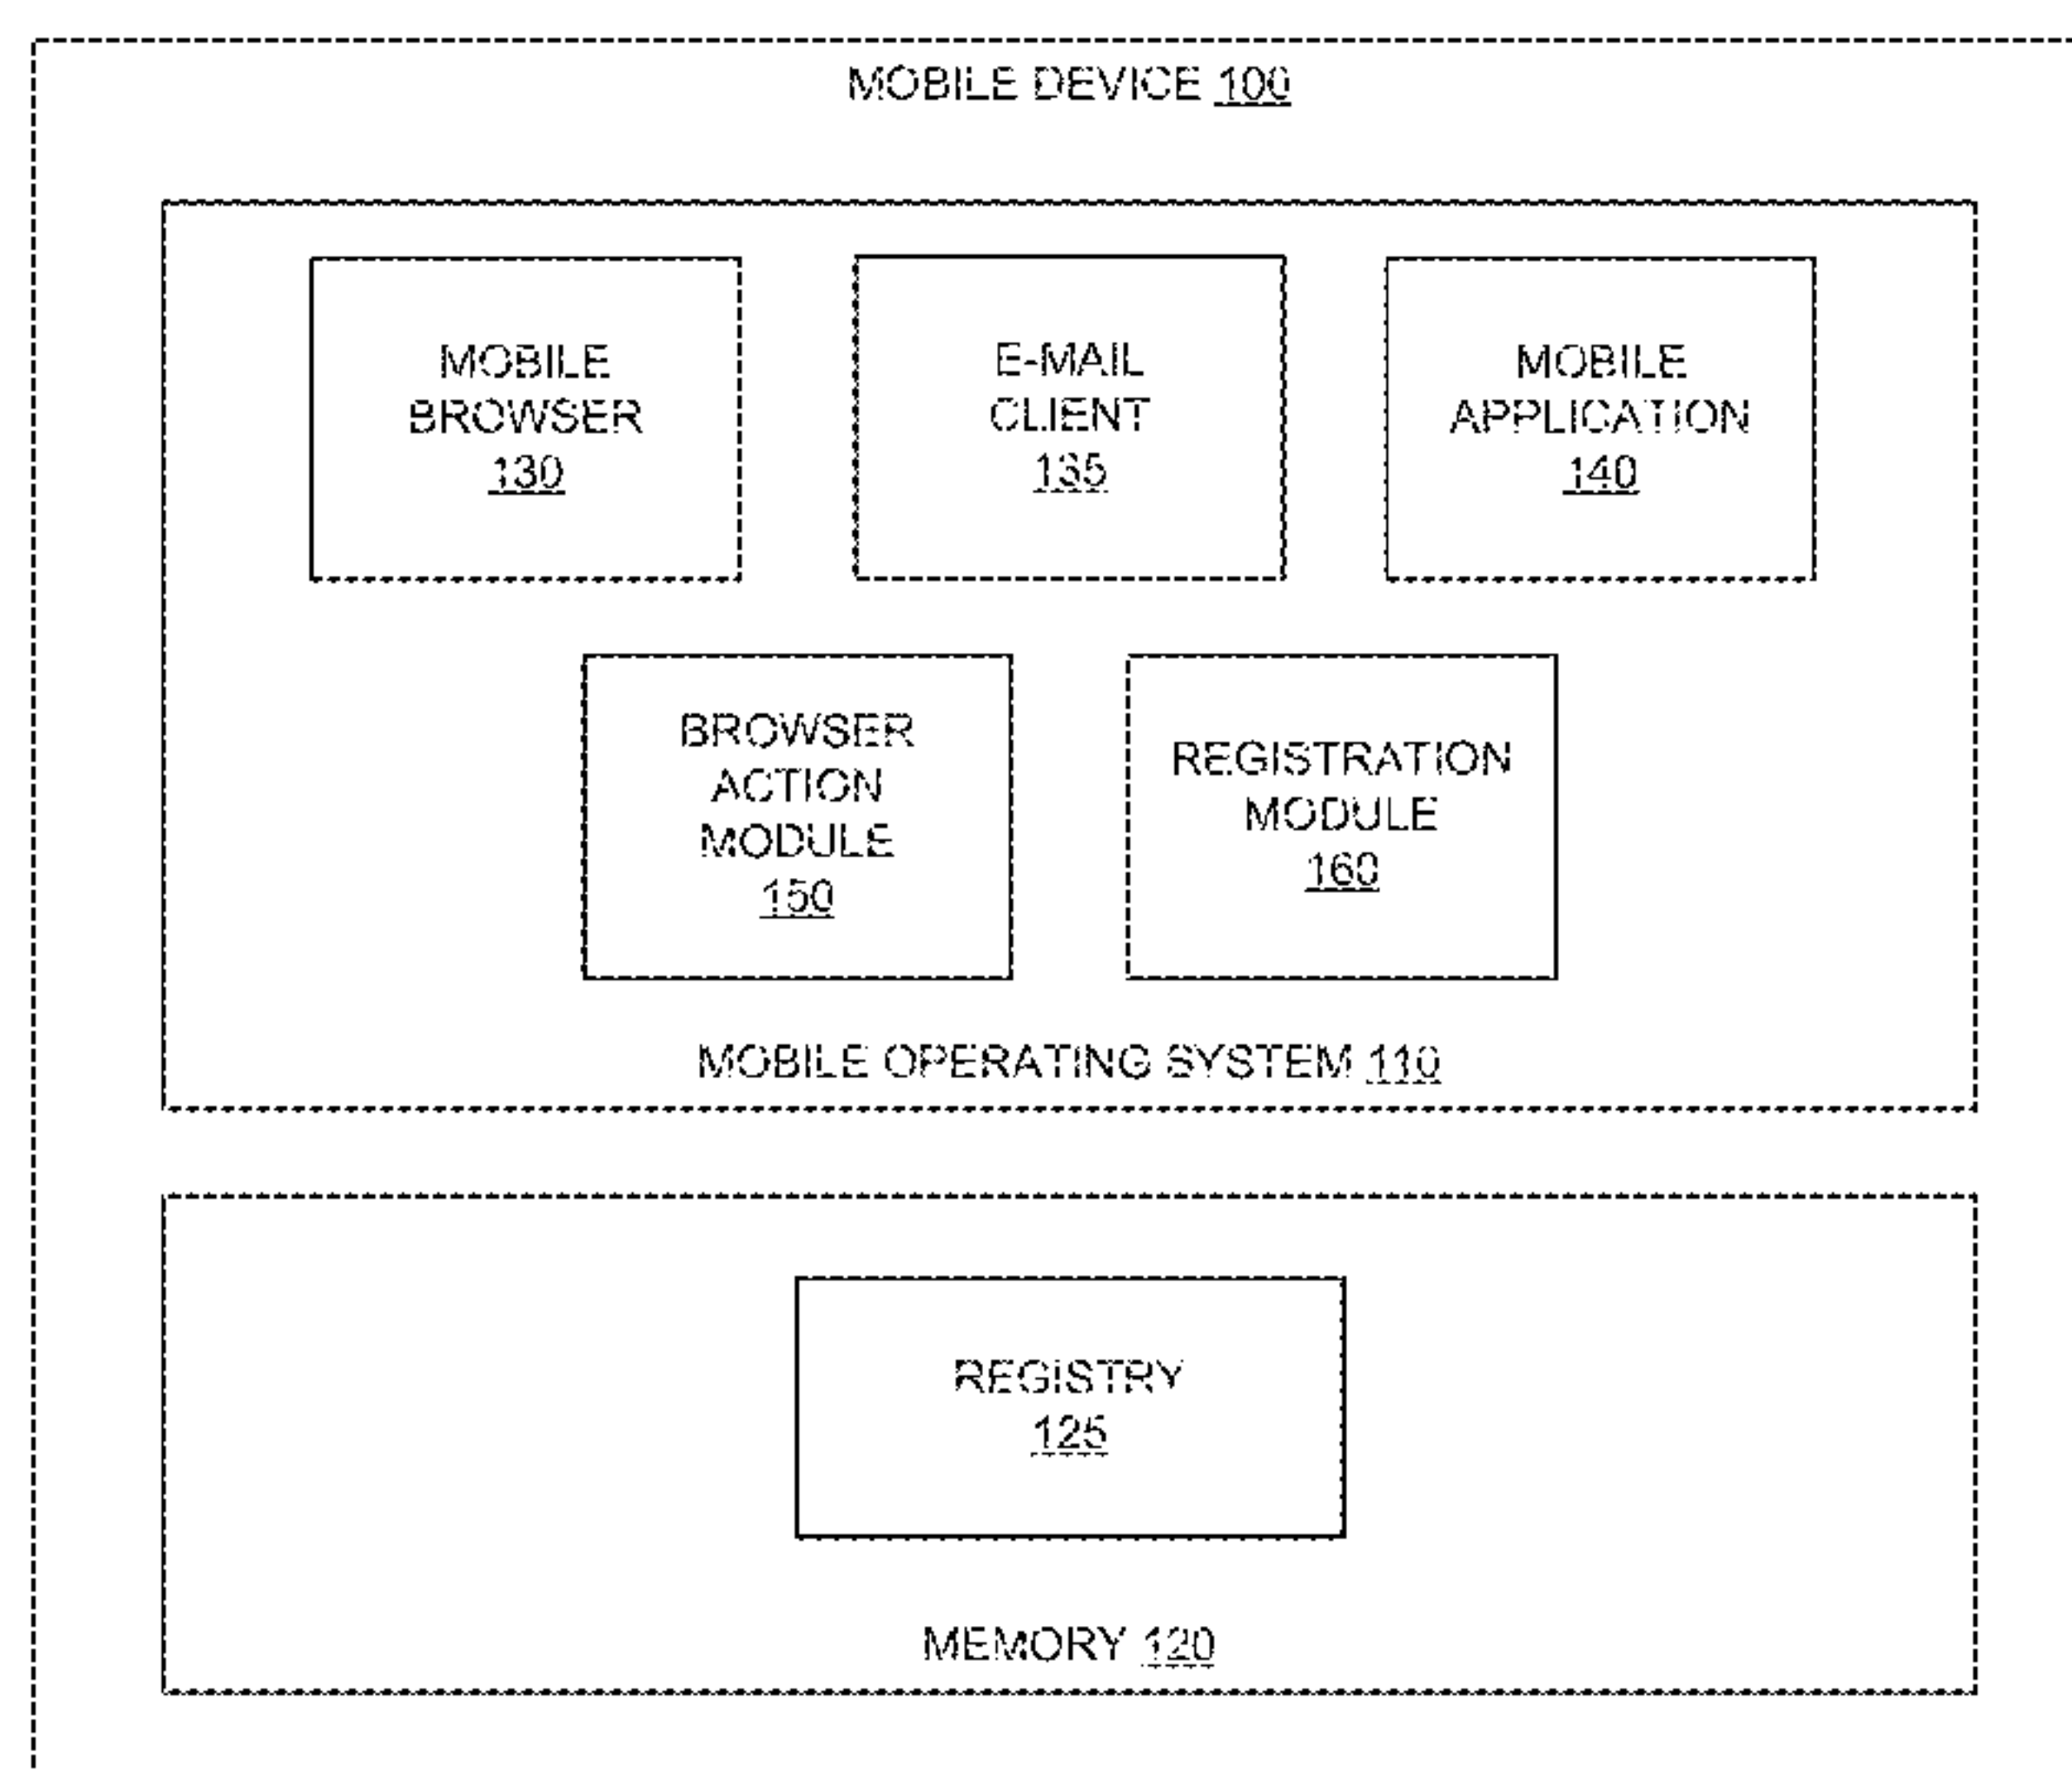 MOBILE DEVICE 100
MOBILE
BROWSER
130
E-MAIL
CLIENT
135
MOBILE
APPLICATION
140
BROWSER
ACTION
MODULE
150
REGISTRATION
MODULE
160
MOBILE OPERATING SYSTEM 110
REGISTRY
125
MEMORY 120